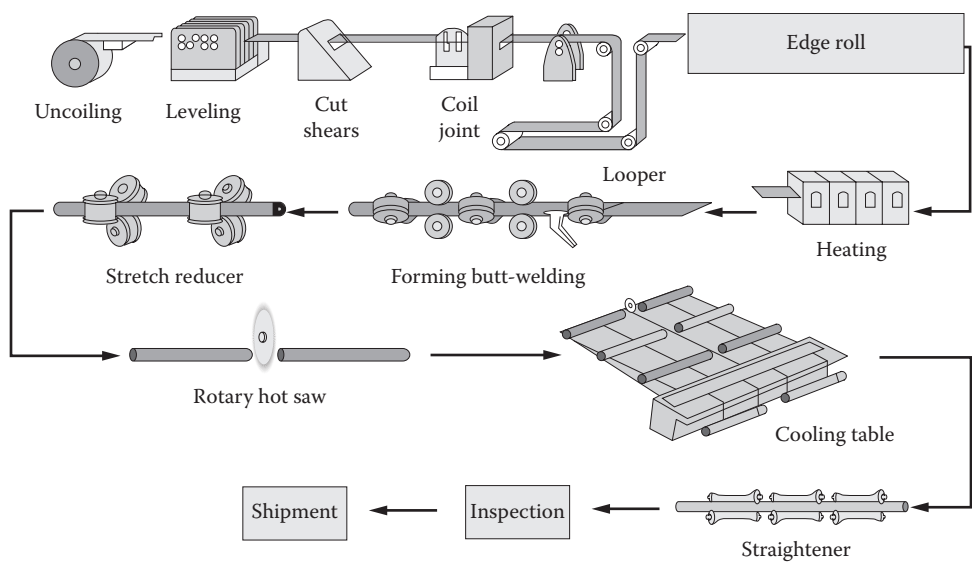 Edge roll
Uncoiling
Leveling
Cut
shears
Coil
joint
Looper
Heating
Forming butt-welding
Stretch reducer
Rotary hot saw
Cooling table
Straightener
Inspection
Shipment